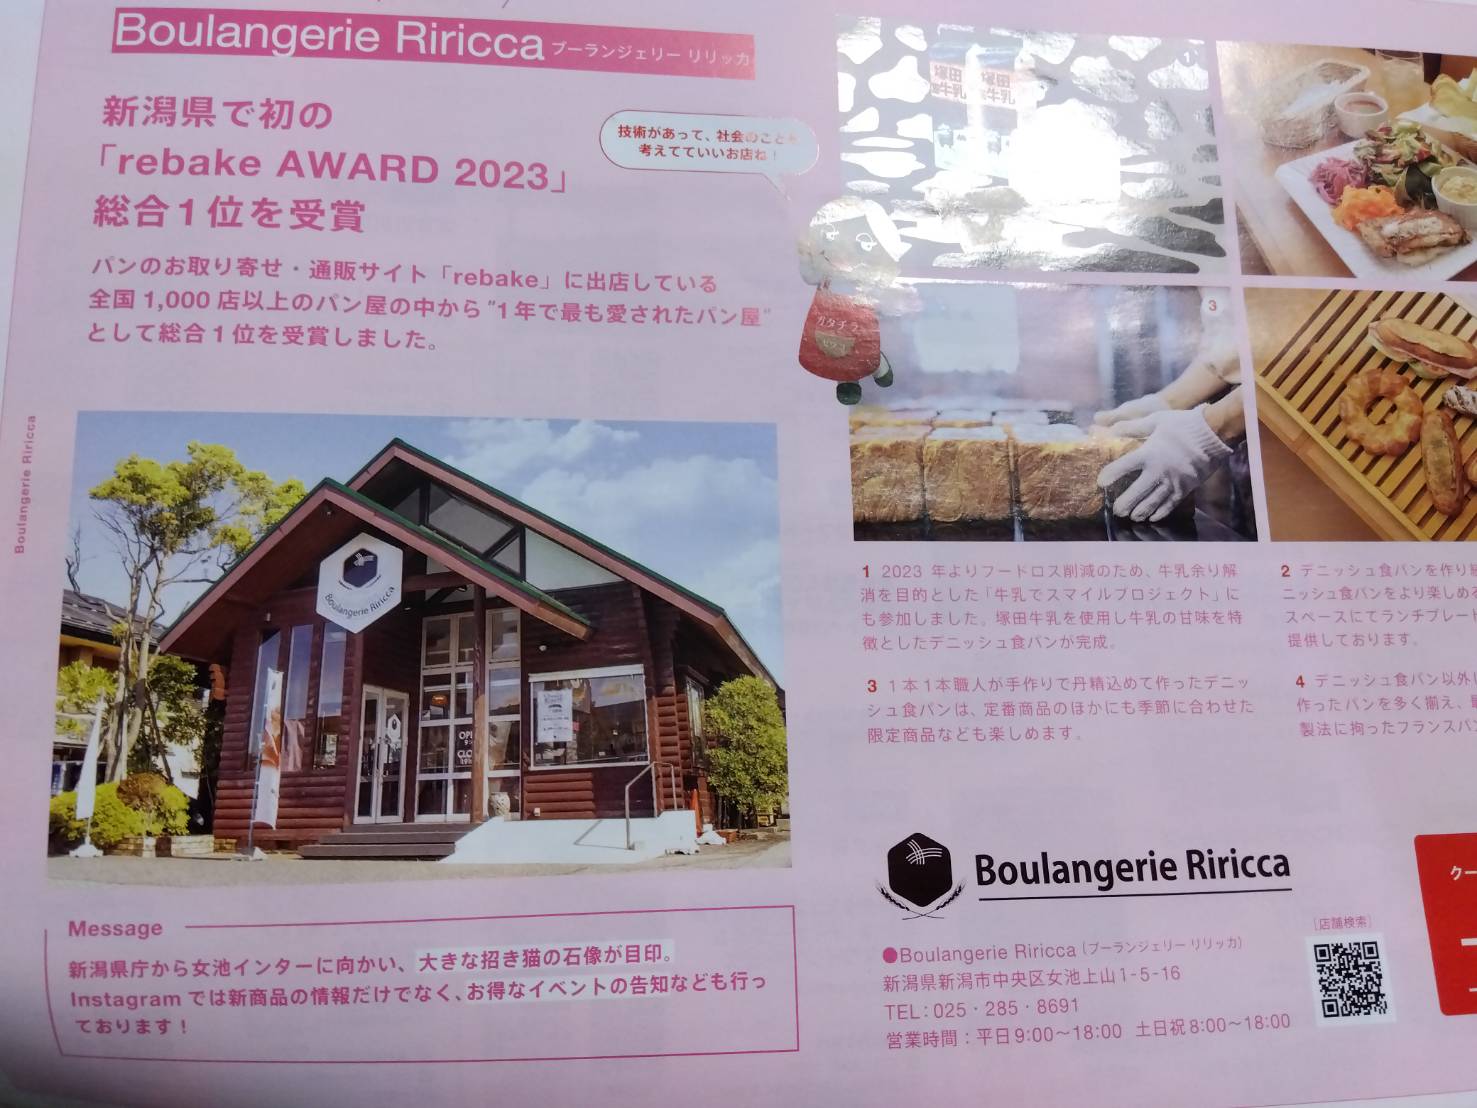 Boulangerie Riricca ブーランジェリー リリッカ
新潟県で初の
「rebake AWARD 2023」
総合1位を受賞
技術があって、社会のことを
考えてていいお店ね!
パンのお取り寄せ・通販サイト「rebake」に出店している
全国1,000店以上のパン屋の中から"1年で最も愛されたパン屋"
として総合1位を受賞しました。
Boulangerie Riricca
Boulangerie Riricca
1
塚田 塚田
牛乳 牛乳
カタチラ
3
1 2023年よりフードロス削減のため、牛乳余り解
消を目的とした「牛乳でスマイルプロジェクト」に
も参加しました。塚田牛乳を使用し牛乳の甘味を特
徴としたデニッシュ食パンが完成。
2 デニッシュ食パンを作り
ニッシュ食パンをより楽しめる
スペースにてランチプレート
提供しております。
3 1本1本職人が手作りで丹精込めて作ったデニッ
シュ食パンは、定番商品のほかにも季節に合わせた
限定商品なども楽しめます。
4 デニッシュ食パン以外
作ったパンを多く揃え、
製法に拘ったフランスパン
Message
新潟県庁から女池インターに向かい、大きな招き猫の石像が目印。
Instagramでは新商品の情報だけでなく、お得なイベントの告知なども行っ
ております!
Boulangerie Riricca
●Boulangerie Riricca(ブーランジェリー リリッカ)
新潟県新潟市中央区女池上山1-5-16
TEL:025・285・8691
営業時間:平日9:00〜18:00 土日祝8:00〜18:00
[店舗検索]
クー